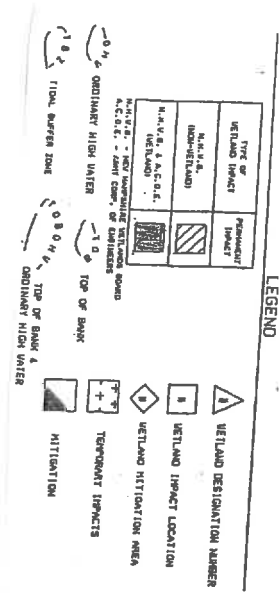 LEGEND
TYPE OF
WETLAND IMPACT
PERMANENT
IMPACT
N.H.W.B.
(NON-WETLAND)
N.H.W.B. & A.C.O.E.
(WETLAND)
N.H.W.B. - NEW HAMPSHIRE WETLANDS BOARD
A.C.O.E. - ARMY CORP. OF ENGINEERS
ORDINARY HIGH WATER
TOP OF BANK
TIDAL BUFFER ZONE
TOP OF BANK &
ORDINARY HIGH WATER
WETLAND DESIGNATION NUMBER
WETLAND IMPACT LOCATION
WETLAND MITIGATION AREA
TEMPORARY IMPACTS
MITIGATION